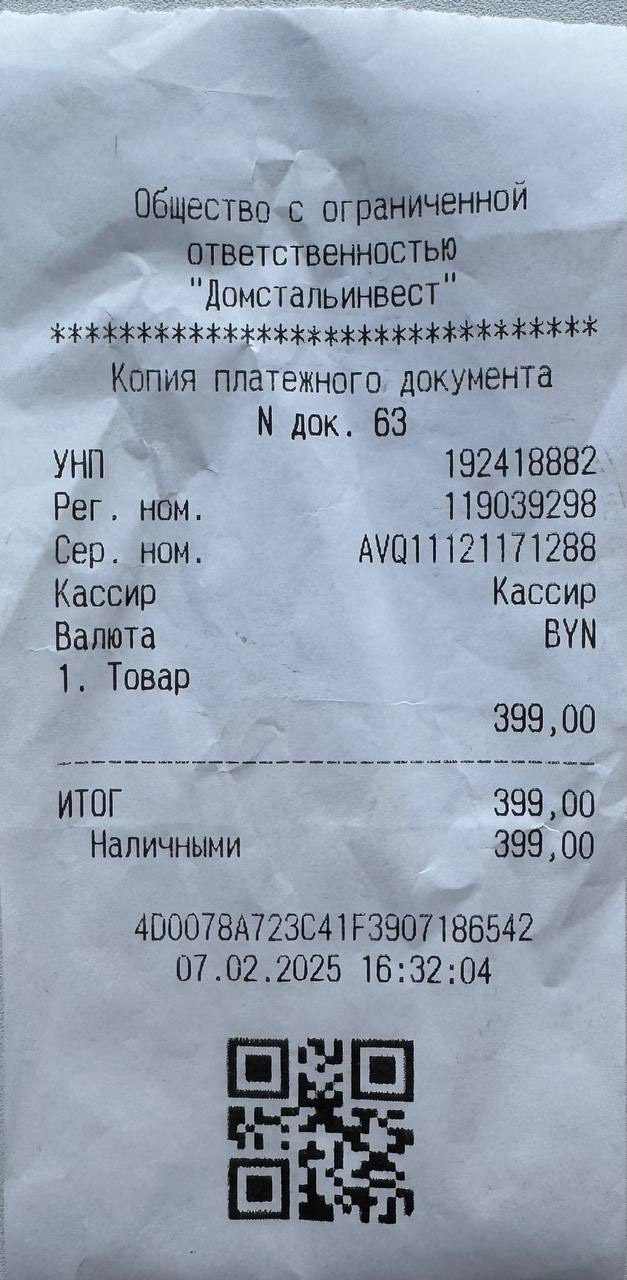 Общество с ограниченной
ответственностью
"Домстальинвест"
********************************
Копия платежного документа
N док. 63
УНП 192418882
Рег. ном. 119039298
Сер. ном. AVQ11121171288
Кассир Кассир
Валюта BYN
1. Товар
399,00
ИТОГ 399,00
Наличными 399,00
4D0078A723C41F3907186542
07.02.2025 16:32:04